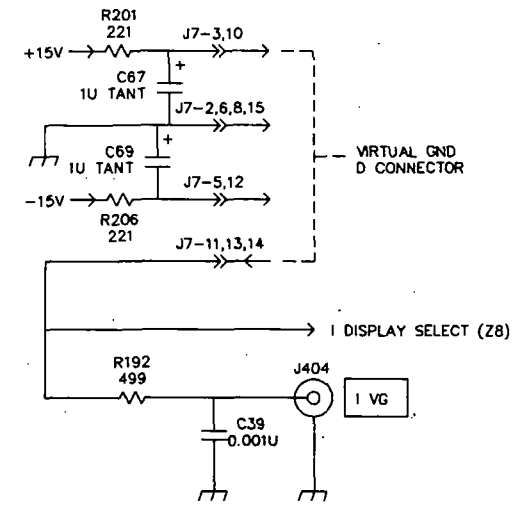 R201
221
J7-3,10
+15V
+
C67
1U TANT
J7-2,6,8,15
+
C69
1U TANT
VIRTUAL GND
D CONNECTOR
J7-5,12
-15V
R206
221
J7-11,13,14
I DISPLAY SELECT (Z8)
R192
499
J404
I VG
C39
0.001U